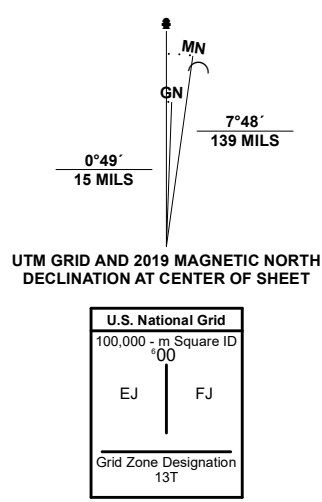 MN
GN
7°48´
139 MILS
0°49´
15 MILS
UTM GRID AND 2019 MAGNETIC NORTH
DECLINATION AT CENTER OF SHEET
U.S. National Grid
100,000 - m Square ID
⁶00
EJ FJ
Grid Zone Designation
13T